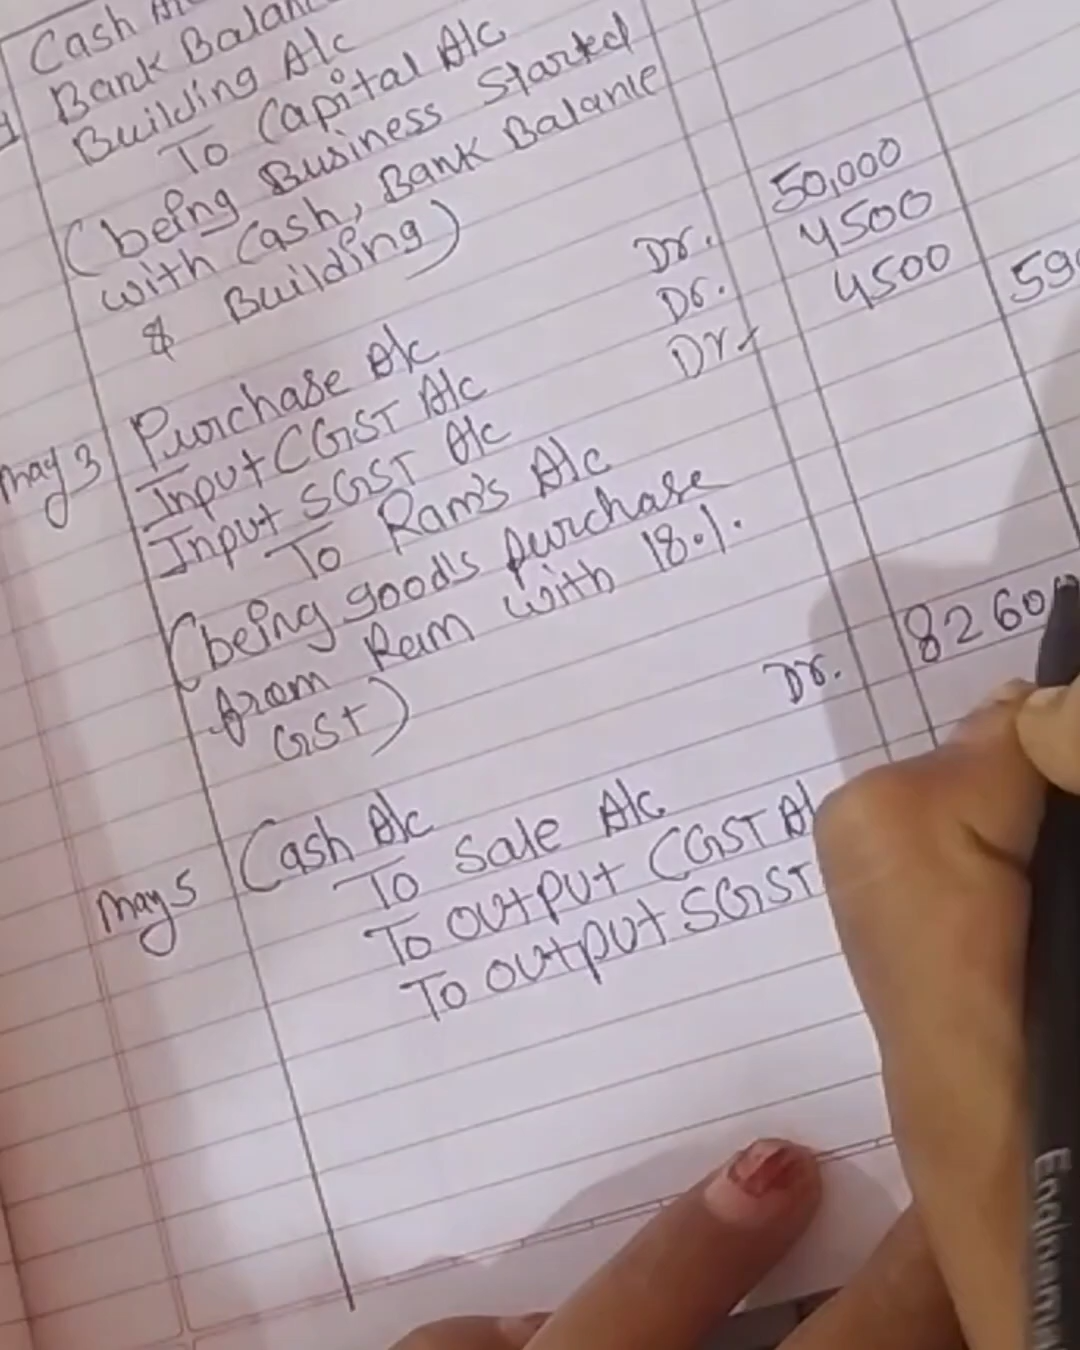 Cash
Bank Balan
Building A/c
To Capital A/c
(being Business Started
with Cash, Bank Balance
& Building)
may 3 Purchase A/c Dr. 50,000
Input CGST A/c Dr. 4500
Input SGST A/c Dr. 4500
To Ram's A/c 59
(being goods purchase
from Ram with 18%
GST)
may 5 Cash A/c Dr. 8260
To Sale A/c
To output CGST A/
To output SGST